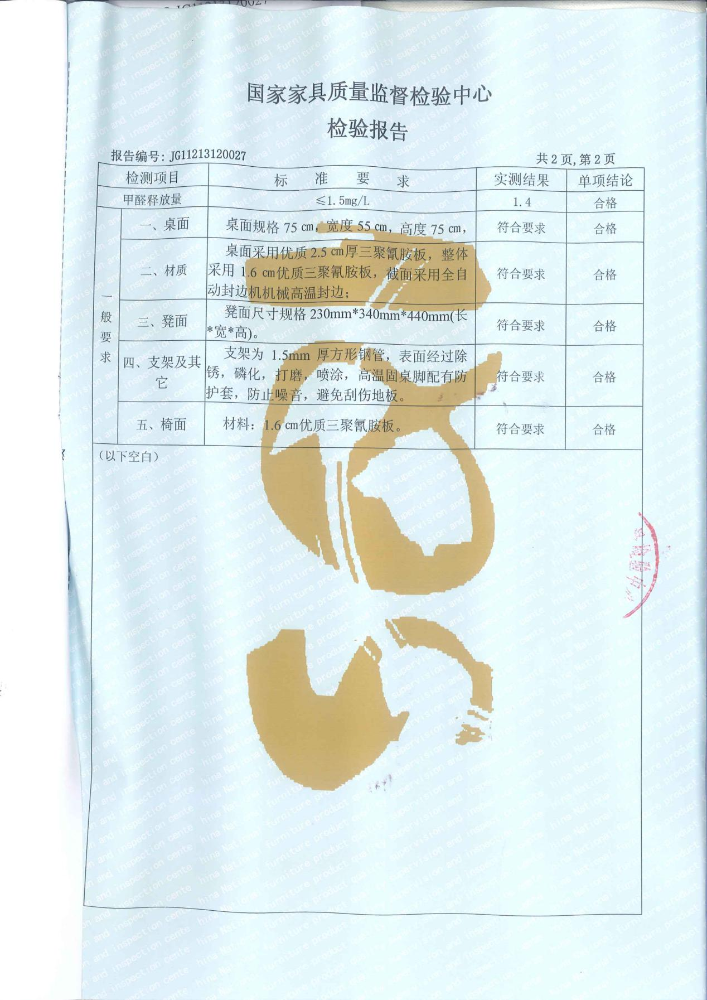 国家家具质量监督检验中心
检验报告
报告编号: JG11213120027
共 2 页, 第 2 页
检测项目 标 准 要 求 实测结果 单项结论
甲醛释放量 ≤1.5mg/L 1.4 合格
一般要求
一、桌面 桌面规格 75 cm，宽度 55 cm，高度 75 cm， 符合要求 合格
二、材质
桌面采用优质 2.5 cm厚三聚氰胺板，整体
采用 1.6 cm优质三聚氰胺板，截面采用全自
动封边机机械高温封边；
符合要求 合格
三、凳面
凳面尺寸规格 230mm*340mm*440mm(长
*宽*高)。
符合要求 合格
四、支架及其
它
支架为 1.5mm 厚方形钢管，表面经过除
锈，磷化，打磨，喷涂，高温固桌脚配有防
护套，防止噪音，避免刮伤地板。
符合要求 合格
五、椅面 材料：1.6 cm优质三聚氰胺板。 符合要求 合格
（以下空白）